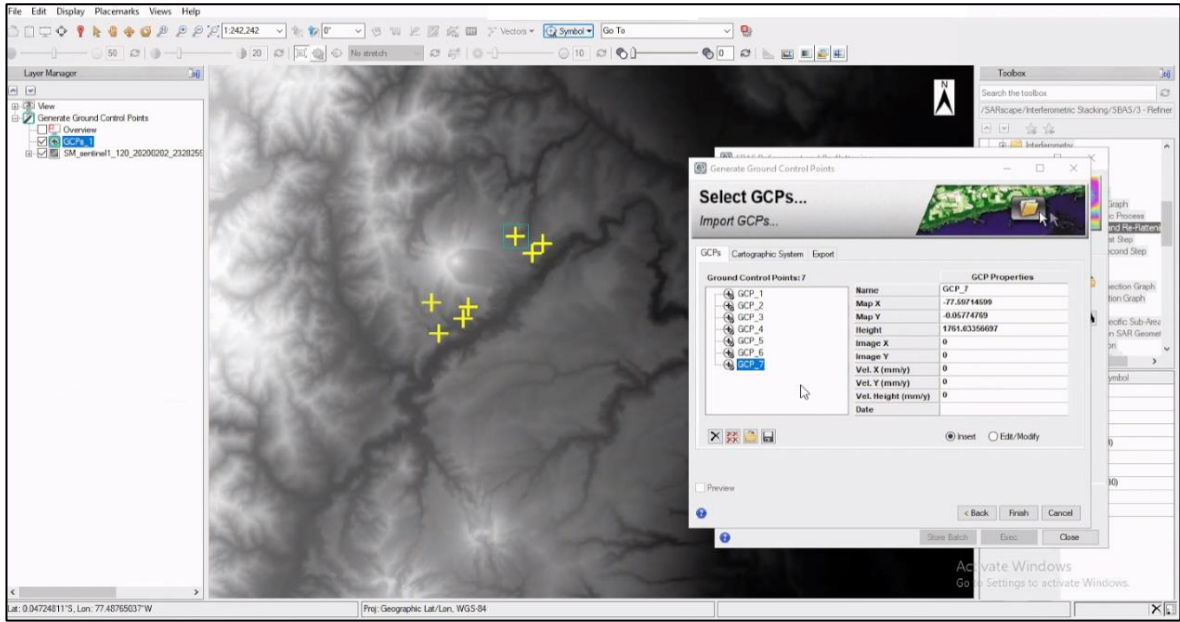 File Edit Display Placemarks Views Help
1:242,242 0° Vectors Symbol Go To
50 20 No stretch 10 0
Layer Manager
View
Generate Ground Control Points
Overview
GCPs_1
SM_sentinel1_120_20200202_2328259
N
Toolbox
Search the toolbox
/SARscape/Interferometric Stacking/SBAS/3 - Refiner
Interferometry
Generate Ground Control Points
Select GCPs...
Import GCPs...
GCPs Cartographic System Export
Ground Control Points: 7
GCP_1
GCP_2
GCP_3
GCP_4
GCP_5
GCP_6
GCP_7
GCP Properties
Name GCP_7
Map X -77.59714599
Map Y -0.05774769
Height 1761.03356697
Image X 0
Image Y 0
Vel. X (mm/y) 0
Vel. Y (mm/y) 0
Vel. Height (mm/y) 0
Date
Insert Edit/Modify
Preview
< Back Finish Cancel
Store Batch Exec Close
Graph
ic Process
and Re-Flatteni
st Step
econd Step
ection Graph
tion Graph
ecific Sub-Area
n SAR Geomet
ymbol
Activate Windows
Go to Settings to activate Windows.
Lat: 0.04724811°S, Lon: 77.48765037°W
Proj: Geographic Lat/Lon, WGS-84